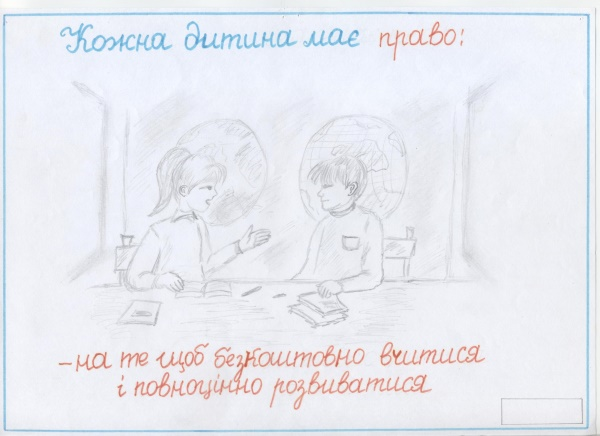 Кожна дитина має право:
– на те щоб безкоштовно вчитися
і повноцінно розвиватися